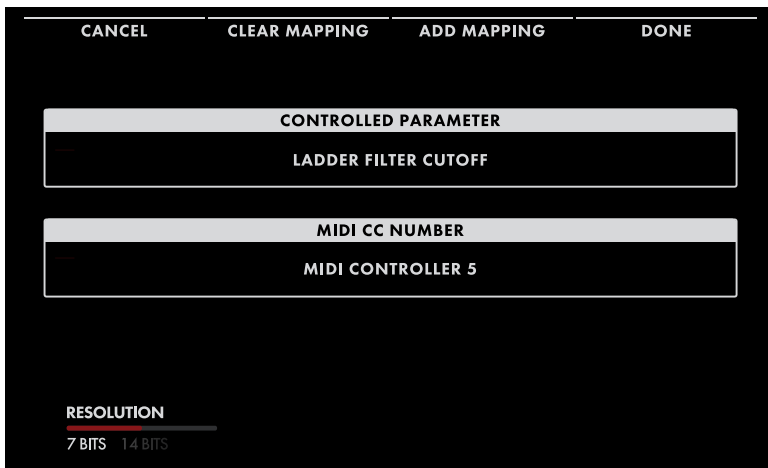 CANCEL CLEAR MAPPING ADD MAPPING DONE
CONTROLLED PARAMETER
LADDER FILTER CUTOFF
MIDI CC NUMBER
MIDI CONTROLLER 5
RESOLUTION
7 BITS 14 BITS